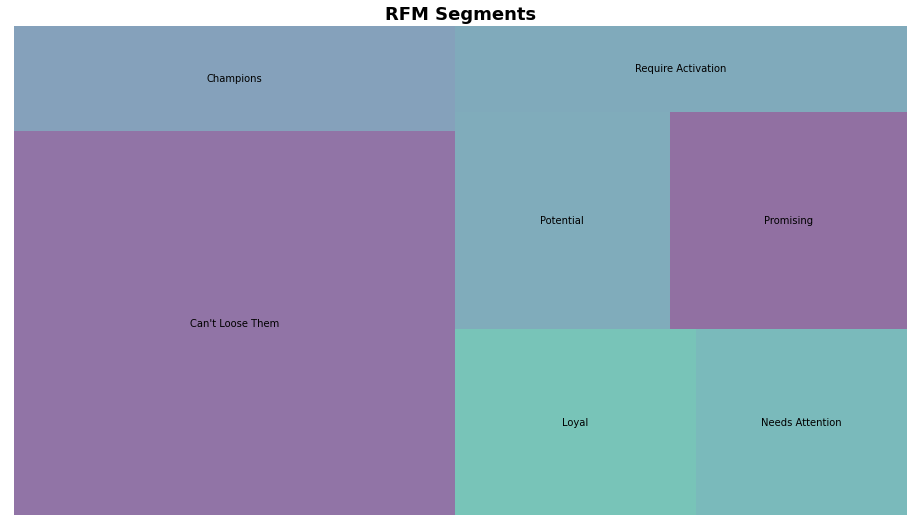 RFM Segments
Champions
Require Activation
Potential
Promising
Can't Loose Them
Loyal
Needs Attention